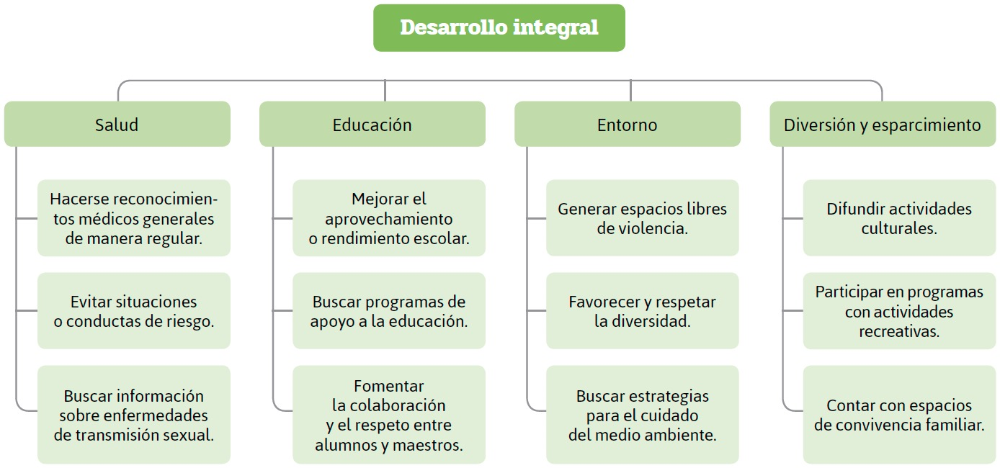 Desarrollo integral
Salud
Hacerse reconocimien-
tos médicos generales
de manera regular.
Evitar situaciones
o conductas de riesgo.
Buscar información
sobre enfermedades
de transmisión sexual.
Educación
Mejorar el
aprovechamiento
o rendimiento escolar.
Buscar programas de
apoyo a la educación.
Fomentar
la colaboración
y el respeto entre
alumnos y maestros.
Entorno
Generar espacios libres
de violencia.
Favorecer y respetar
la diversidad.
Buscar estrategias
para el cuidado
del medio ambiente.
Diversión y esparcimiento
Difundir actividades
culturales.
Participar en programas
con actividades
recreativas.
Contar con espacios
de convivencia familiar.